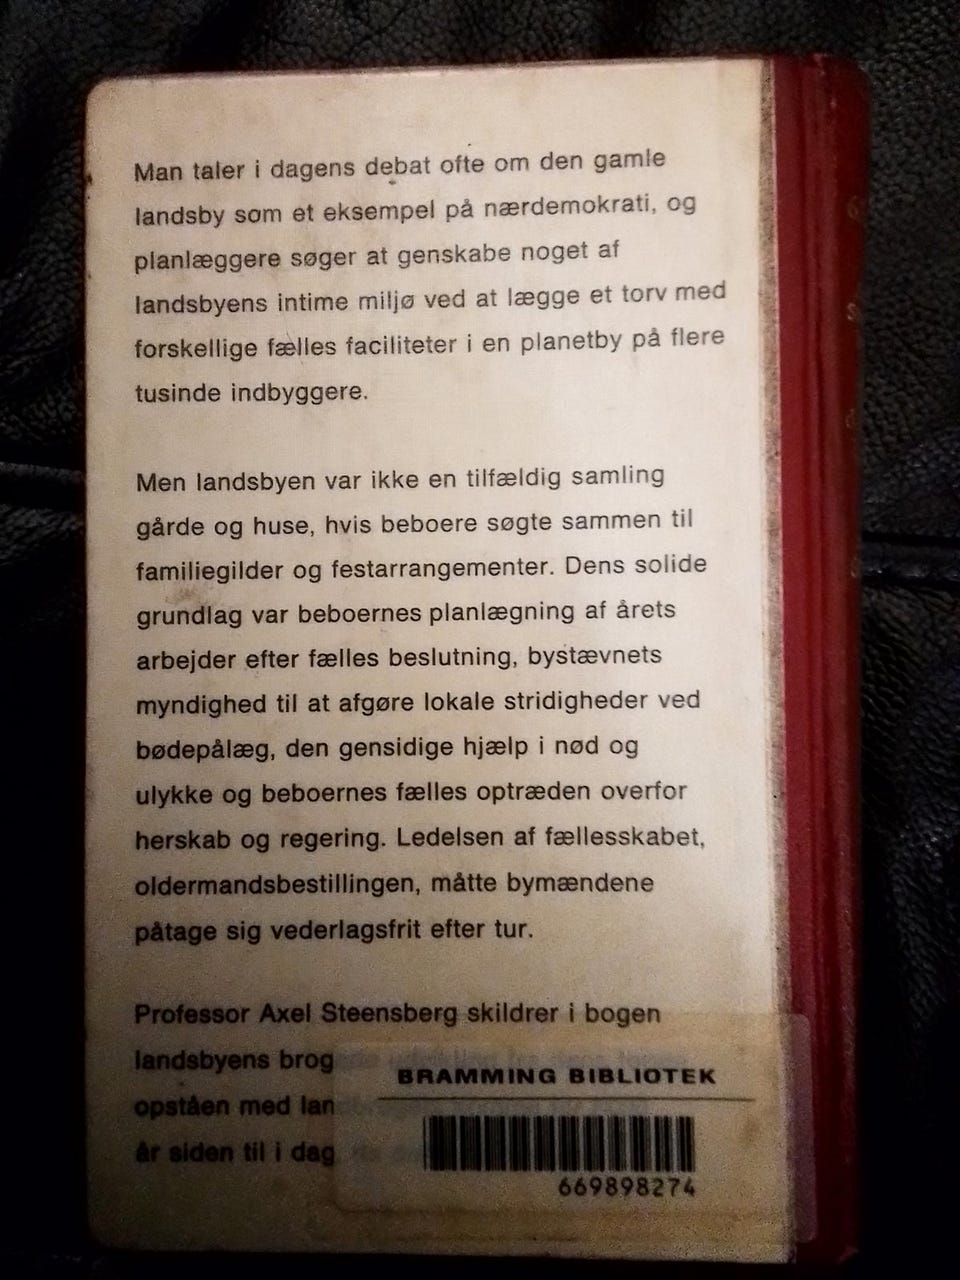 Man taler i dagens debat ofte om den gamle
landsby som et eksempel på nærdemokrati, og
planlæggere søger at genskabe noget af
landsbyens intime miljø ved at lægge et torv med
forskellige fælles faciliteter i en planetby på flere
tusinde indbyggere.
Men landsbyen var ikke en tilfældig samling
gårde og huse, hvis beboere søgte sammen til
familiegilder og festarrangementer. Dens solide
grundlag var beboernes planlægning af årets
arbejder efter fælles beslutning, bystævnets
myndighed til at afgøre lokale stridigheder ved
bødepålæg, den gensidige hjælp i nød og
ulykke og beboernes fælles optræden overfor
herskab og regering. Ledelsen af fællesskabet,
oldermandsbestillingen, måtte bymændene
påtage sig vederlagsfrit efter tur.
Professor Axel Steensberg skildrer i bogen
landsbyens
opståen med
år siden til i dag
BRAMMING BIBLIOTEK
669898274